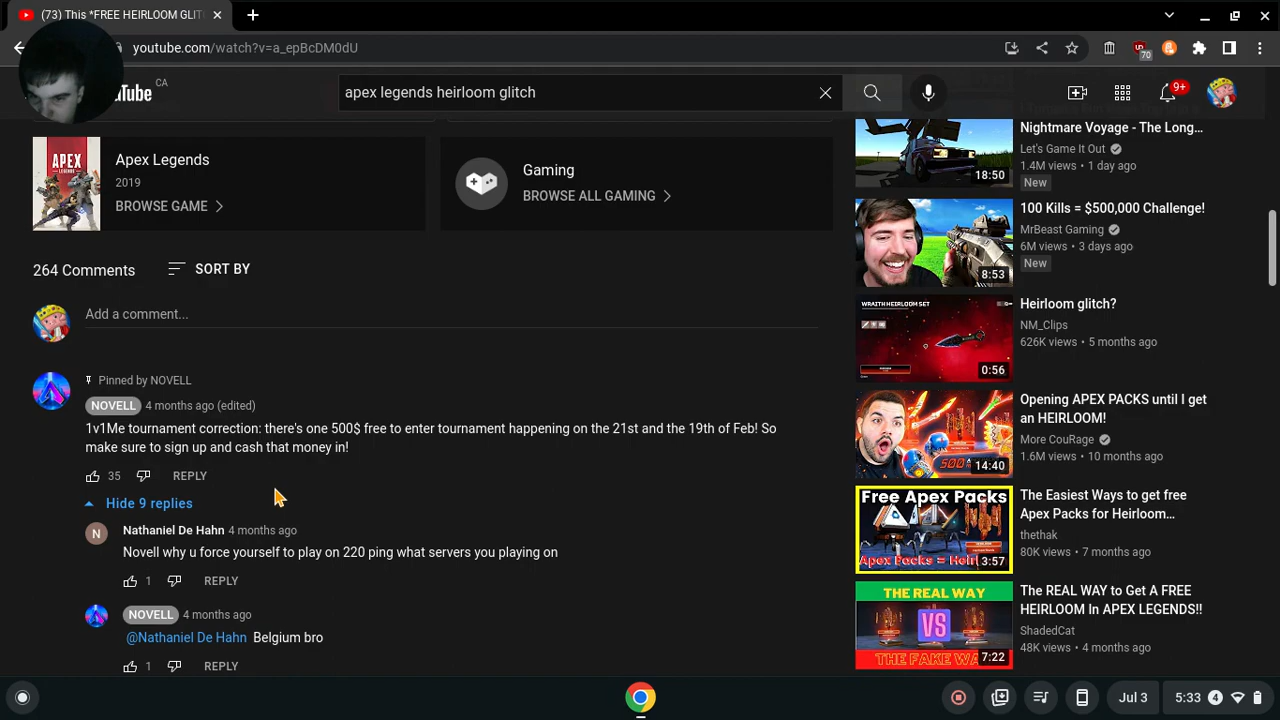 (73) This *FREE HEIRLOOM GLIT
youtube.com/watch?v=a_epBcDM0dU
70
CA
apex legends heirloom glitch
9+
APEX
LEGENDS
Apex Legends
2019
BROWSE GAME
Gaming
BROWSE ALL GAMING
264 Comments
SORT BY
Add a comment...
Pinned by NOVELL
NOVELL 4 months ago (edited)
1v1Me tournament correction: there's one 500$ free to enter tournament happening on the 21st and the 19th of Feb! So
make sure to sign up and cash that money in!
35 REPLY
Hide 9 replies
N
Nathaniel De Hahn 4 months ago
Novell why u force yourself to play on 220 ping what servers you playing on
1 REPLY
NOVELL 4 months ago
@Nathaniel De Hahn Belgium bro
1 REPLY
18:50
Nightmare Voyage - The Long...
Let's Game It Out
1.4M views • 1 day ago
New
8:53
100 Kills = $500,000 Challenge!
MrBeast Gaming
6M views • 3 days ago
New
WRAITH HEIRLOOM SET
0:56
Heirloom glitch?
NM_Clips
626K views • 5 months ago
500
14:40
Opening APEX PACKS until I get
an HEIRLOOM!
More CouRage
1.6M views • 10 months ago
Free Apex Packs
Apex Packs = Heirl
3:57
The Easiest Ways to get free
Apex Packs for Heirloom...
thethak
80K views • 7 months ago
THE REAL WAY
VS
THE FAKE WA
7:22
The REAL WAY to Get A FREE
HEIRLOOM In APEX LEGENDS!!
ShadedCat
48K views • 4 months ago
Jul 3
5:33 4